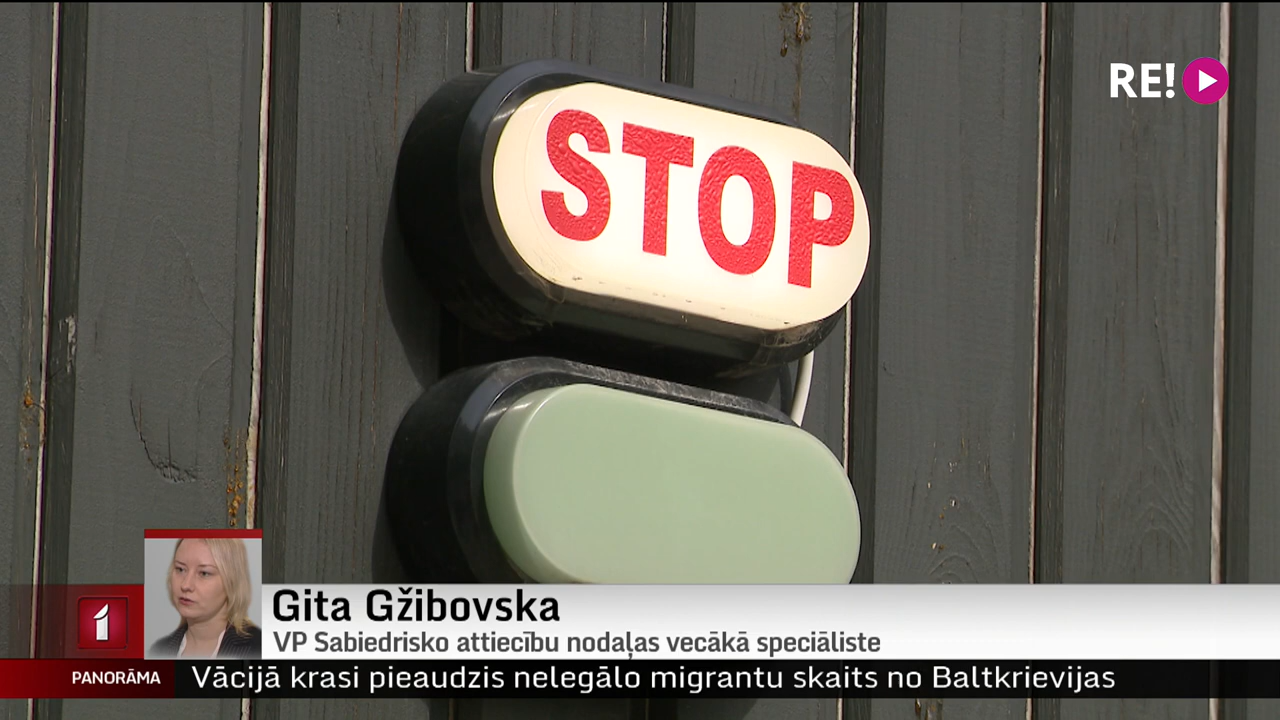 RE!
STOP
Gita Gžibovska
VP Sabiedrisko attiecību nodaļas vecākā speciāliste
1
PANORĀMA
Vācijā krasi pieaudzis nelegālo migrantu skaits no Baltkrievijas